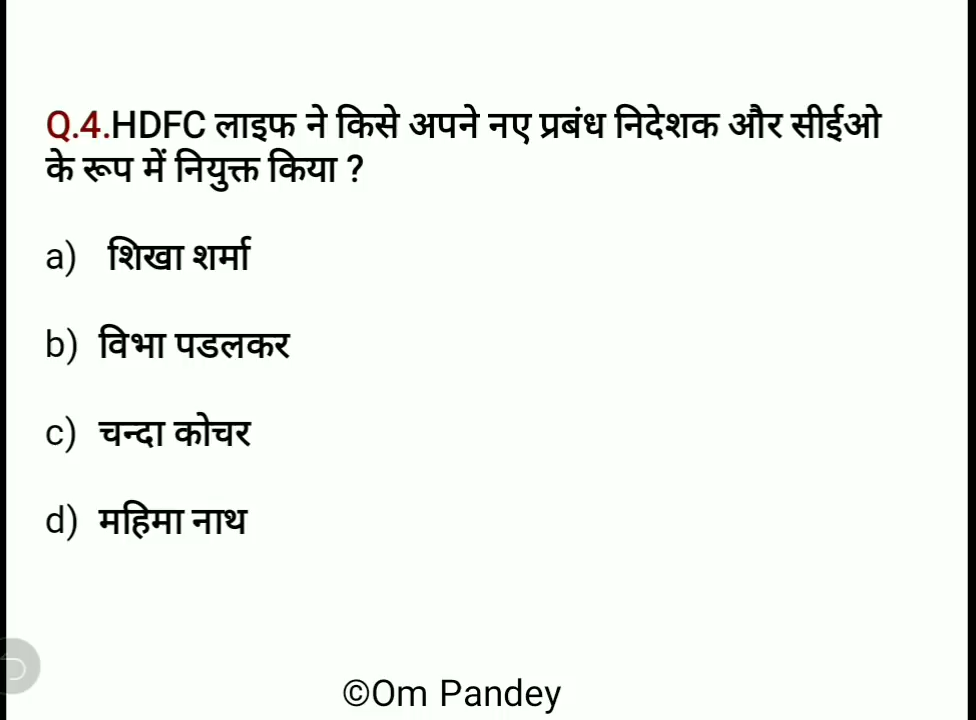 Q.4.HDFC लाइफ ने किसे अपने नए प्रबंध निदेशक और सीईओ
के रूप में नियुक्त किया ?
a) शिखा शर्मा
b) विभा पडलकर
c) चन्दा कोचर
d) महिमा नाथ
©Om Pandey